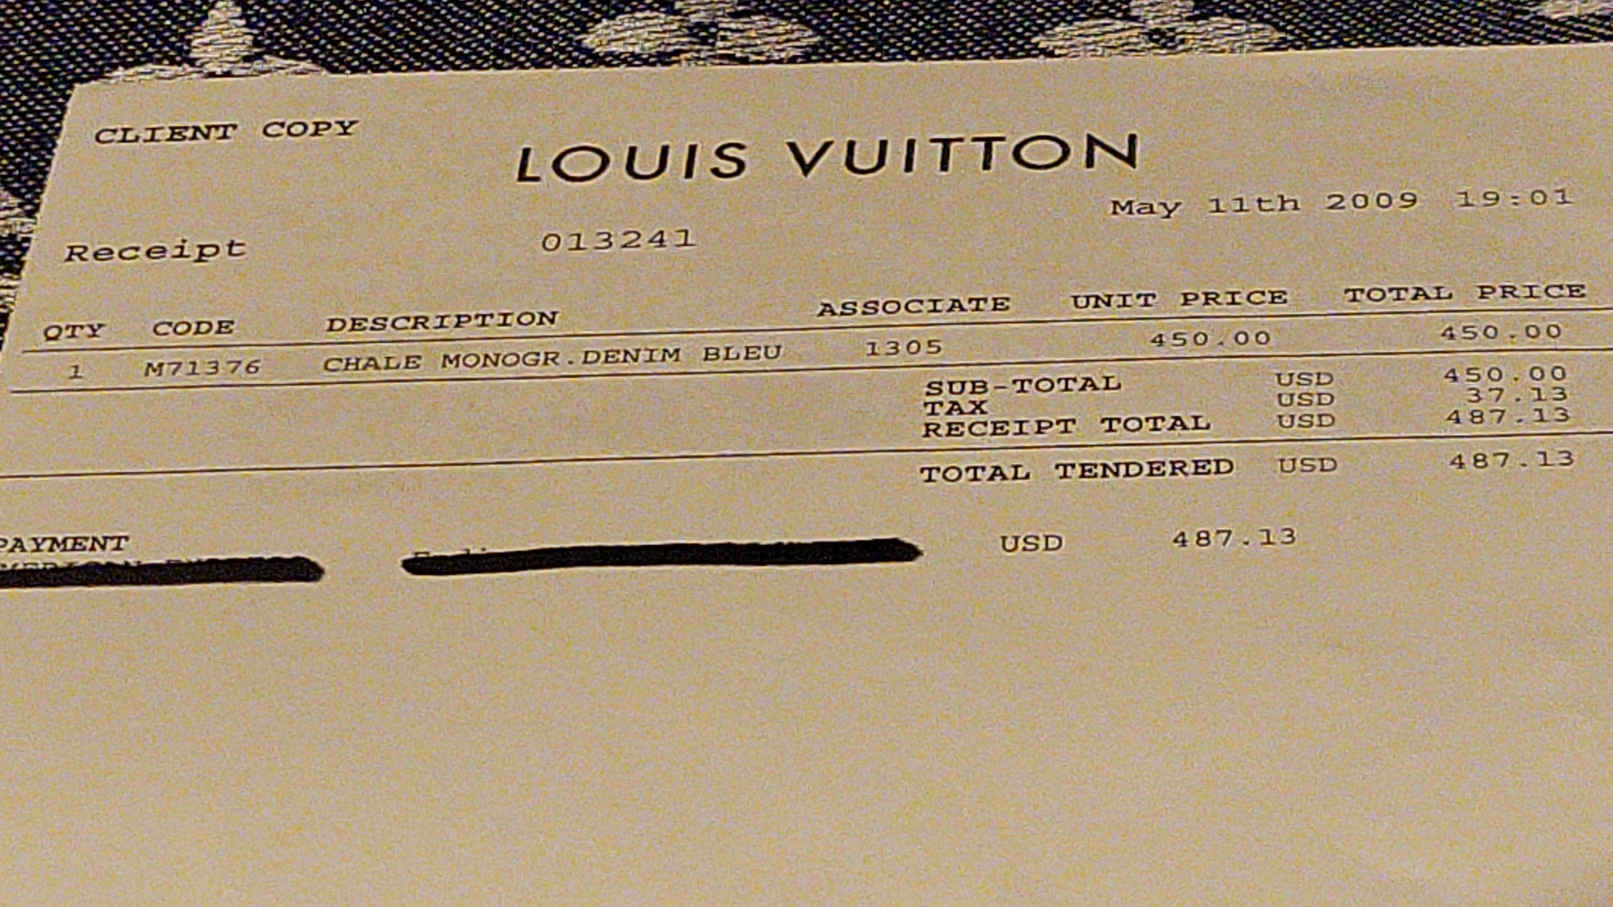 CLIENT COPY
LOUIS VUITTON
May 11th 2009 19:01
Receipt 013241
QTY CODE DESCRIPTION ASSOCIATE UNIT PRICE TOTAL PRICE
1 M71376 CHALE MONOGR.DENIM BLEU 1305 450.00 450.00
SUB-TOTAL USD 450.00
TAX USD 37.13
RECEIPT TOTAL USD 487.13
TOTAL TENDERED USD 487.13
PAYMENT
USD 487.13